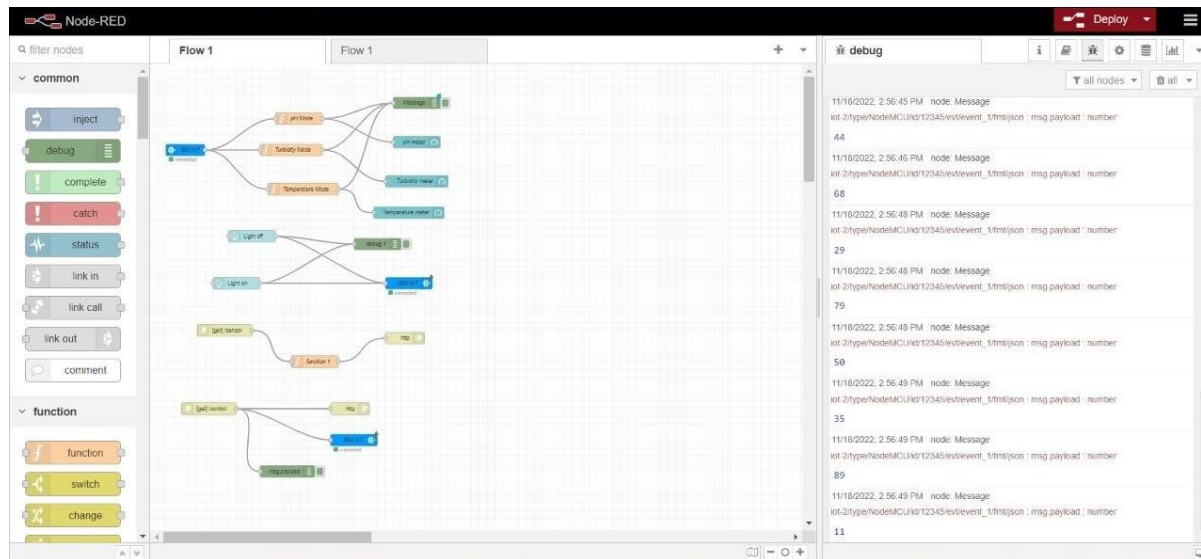 Node-RED
Deploy
filter nodes
Flow 1
Flow 1
debug
all nodes
all
common
inject
debug
complete
catch
status
link in
link call
link out
comment
function
function
switch
change
pH Node
Turbidity Node
Temperature Node
Message
pH meter
Turbidity meter
Temperature meter
Light off
Light on
debug 1
IBM IoT
connected
[get] /sensor
function 1
http
[get] /control
http
IBM IoT
connected
msg.payload
11/18/2022, 2:56:45 PM node: Message
iot-2/type/NodeMCU/id/12345/evt/event_1/fmt/json : msg.payload : number
44
11/18/2022, 2:56:46 PM node: Message
iot-2/type/NodeMCU/id/12345/evt/event_1/fmt/json : msg.payload : number
68
11/18/2022, 2:56:48 PM node: Message
iot-2/type/NodeMCU/id/12345/evt/event_1/fmt/json : msg.payload : number
29
11/18/2022, 2:56:48 PM node: Message
iot-2/type/NodeMCU/id/12345/evt/event_1/fmt/json : msg.payload : number
79
11/18/2022, 2:56:48 PM node: Message
iot-2/type/NodeMCU/id/12345/evt/event_1/fmt/json : msg.payload : number
50
11/18/2022, 2:56:49 PM node: Message
iot-2/type/NodeMCU/id/12345/evt/event_1/fmt/json : msg.payload : number
35
11/18/2022, 2:56:49 PM node: Message
iot-2/type/NodeMCU/id/12345/evt/event_1/fmt/json : msg.payload : number
89
11/18/2022, 2:56:49 PM node: Message
iot-2/type/NodeMCU/id/12345/evt/event_1/fmt/json : msg.payload : number
11